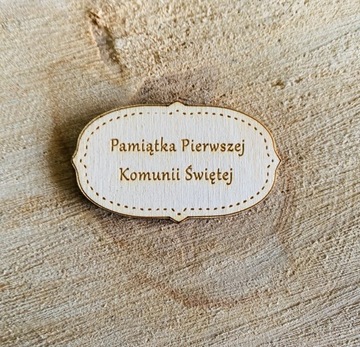 Pamiątka Pierwszej
Komunii Świętej